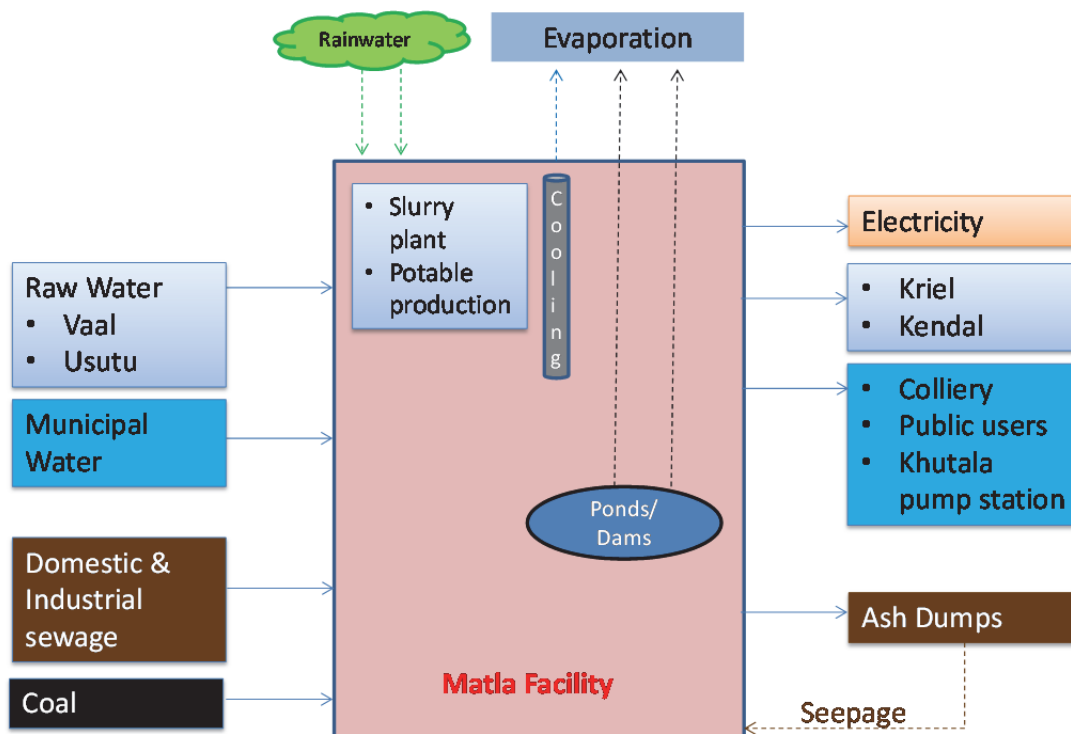 Rainwater
Evaporation
• Slurry
plant
• Potable
production
Cooling
Electricity
Raw Water
• Vaal
• Usutu
• Kriel
• Kendal
Municipal
Water
• Colliery
• Public users
• Khutala
pump station
Ponds/
Dams
Domestic &
Industrial
sewage
Ash Dumps
Coal
Matla Facility
Seepage